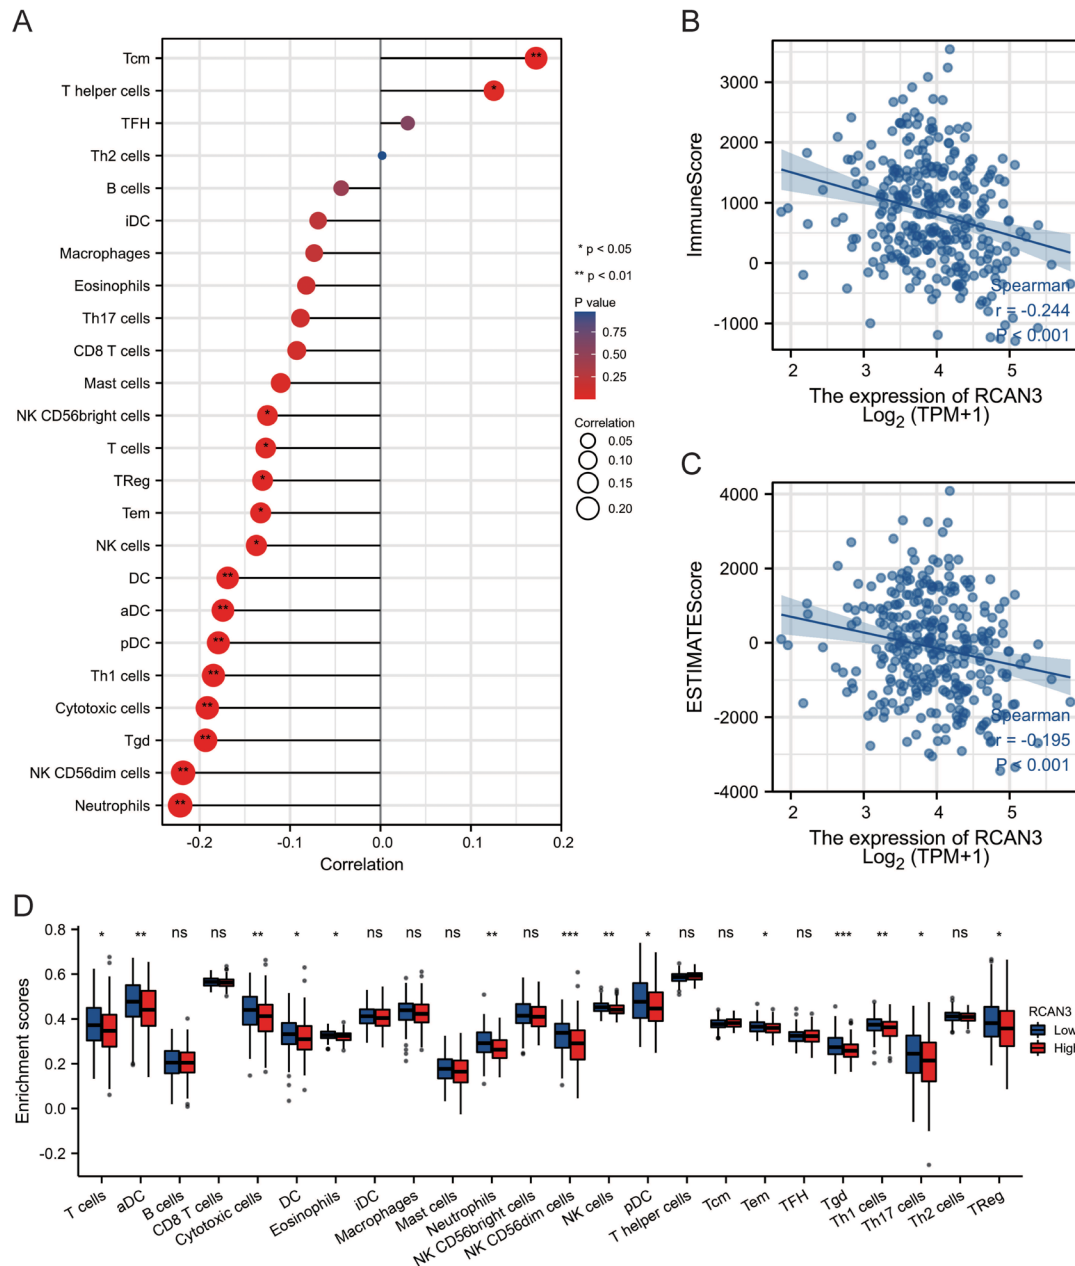 A
Tcm
**
T helper cells
*
TFH
Th2 cells
B cells
iDC
Macrophages
Eosinophils
Th17 cells
CD8 T cells
Mast cells
NK CD56bright cells
*
T cells
*
TReg
*
Tem
*
NK cells
*
DC
**
aDC
**
pDC
**
Th1 cells
**
Cytotoxic cells
**
Tgd
**
NK CD56dim cells
**
Neutrophils
**
-0.2 -0.1 0.0 0.1 0.2
Correlation
* p < 0.05
** p < 0.01
P value
0.75
0.50
0.25
Correlation
0.05
0.10
0.15
0.20
B
ImmuneScore
3000
2000
1000
0
-1000
Spearman
r = -0.244
P < 0.001
2 3 4 5
The expression of RCAN3
Log2 (TPM+1)
C
ESTIMATEScore
4000
2000
0
-2000
-4000
Spearman
r = -0.195
P < 0.001
2 3 4 5
The expression of RCAN3
Log2 (TPM+1)
D
Enrichment scores
0.8
0.6
0.4
0.2
0.0
-0.2
* ** ns ns ** * * ns ns ns ** ns *** ** * ns ns * ns *** ** * ns *
RCAN3
Low
High
T cells
aDC
B cells
CD8 T cells
Cytotoxic cells
DC
Eosinophils
iDC
Macrophages
Mast cells
Neutrophils
NK CD56bright cells
NK CD56dim cells
NK cells
pDC
T helper cells
Tcm
Tem
TFH
Tgd
Th1 cells
Th17 cells
Th2 cells
TReg